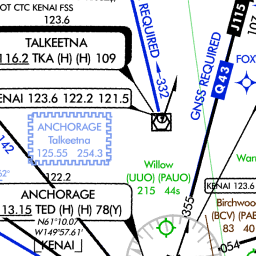 OT CTC KENAI FSS
123.6
TALKEETNA
116.2 TKA (H) (H) 109
REQUIRED
332
GNSS REQUIRED
Q43
J115
107
FOX
KENAI 123.6 122.2 121.5
ANCHORAGE
Talkeetna
125.55 254.3
142
122.2
ANCHORAGE
113.15 TED (H) (H) 78(Y)
N61°10.07'
W149°57.61'
KENAI
Willow
(UUO) (PAUO)
215 44s
War
KENAI 123.6
Birchwood
(BCV) (PAB
83 40
355
054